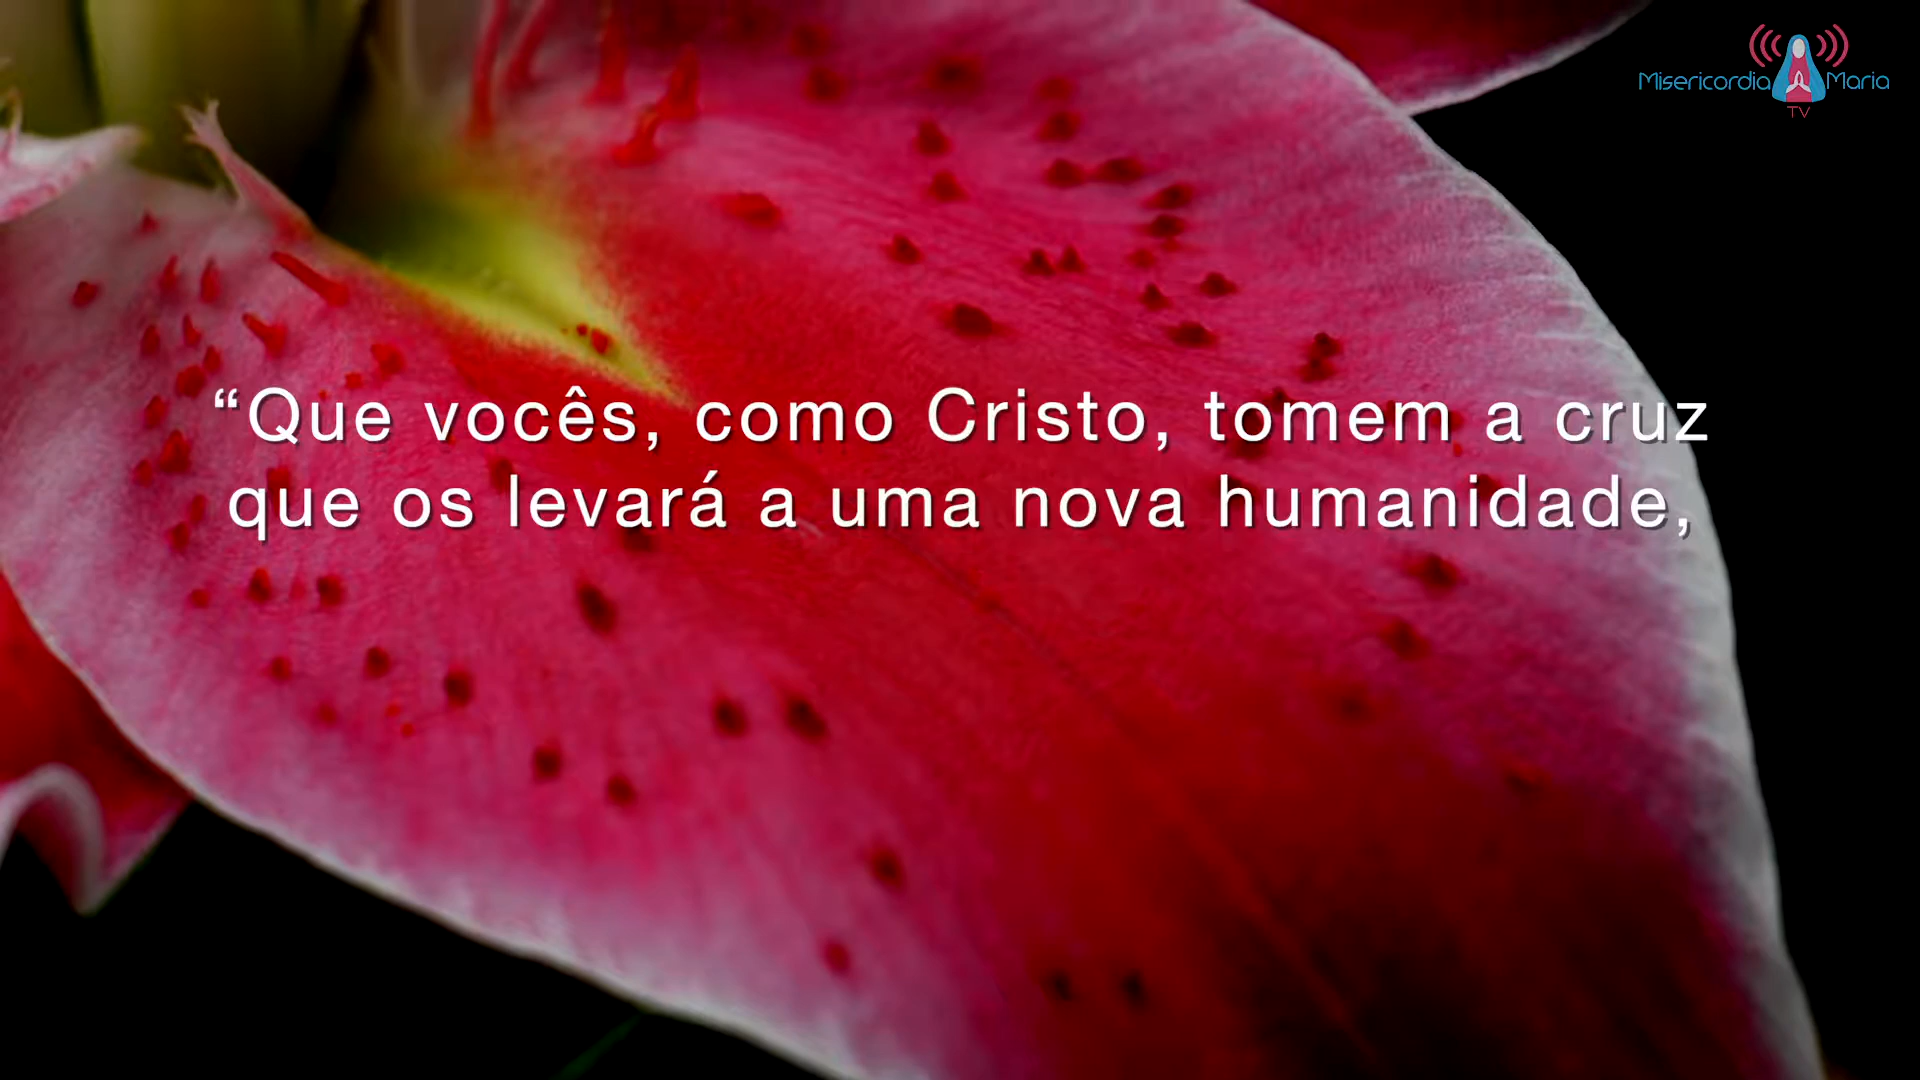 Misericordia Maria
TV
“Que vocês, como Cristo, tomem a cruz
que os levará a uma nova humanidade,